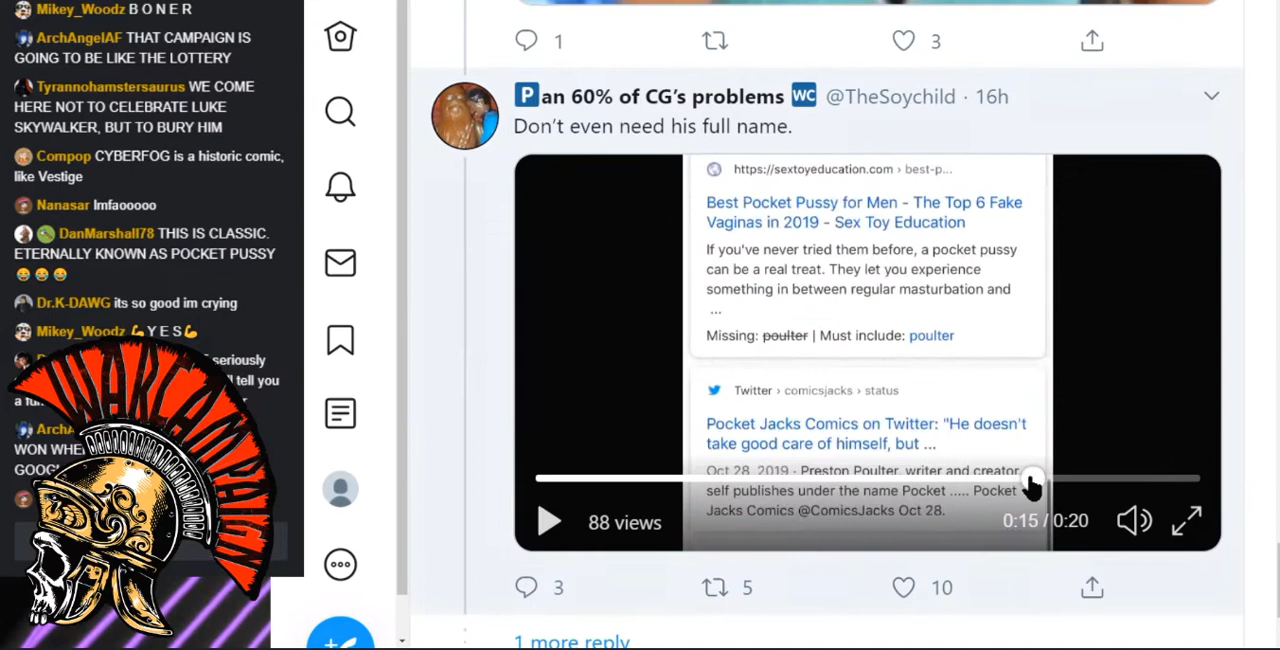 Mikey_Woodz B O N E R
ArchAngelAF THAT CAMPAIGN IS
GOING TO BE LIKE THE LOTTERY
Tyrannohamstersaurus WE COME
HERE NOT TO CELEBRATE LUKE
SKYWALKER, BUT TO BURY HIM
Compop CYBERFOG is a historic comic,
like Vestige
Nanasar lmfaooooo
DanMarshall78 THIS IS CLASSIC.
ETERNALLY KNOWN AS POCKET PUSSY
😂 😂 😂
Dr.K-DAWG its so good im crying
Mikey_Woodz 💪 Y E S 💪
seriously
tell you
a fu
WON WHE
GOOG
WARCAMPAIGN
1
3
🅿an 60% of CG's problems 🚾 @TheSoychild · 16h
Don't even need his full name.
https://sextoyeducation.com › best-p...
Best Pocket Pussy for Men - The Top 6 Fake
Vaginas in 2019 - Sex Toy Education
If you've never tried them before, a pocket pussy
can be a real treat. They let you experience
something in between regular masturbation and
...
Missing: poulter | Must include: poulter
Twitter › comicsjacks › status
Pocket Jacks Comics on Twitter: "He doesn't
take good care of himself, but ...
Oct 28, 2019 - Preston Poulter, writer and creator
self publishes under the name Pocket ..... Pocket
Jacks Comics @ComicsJacks Oct 28.
88 views
0:15 / 0:20
3
5
10
1 more reply